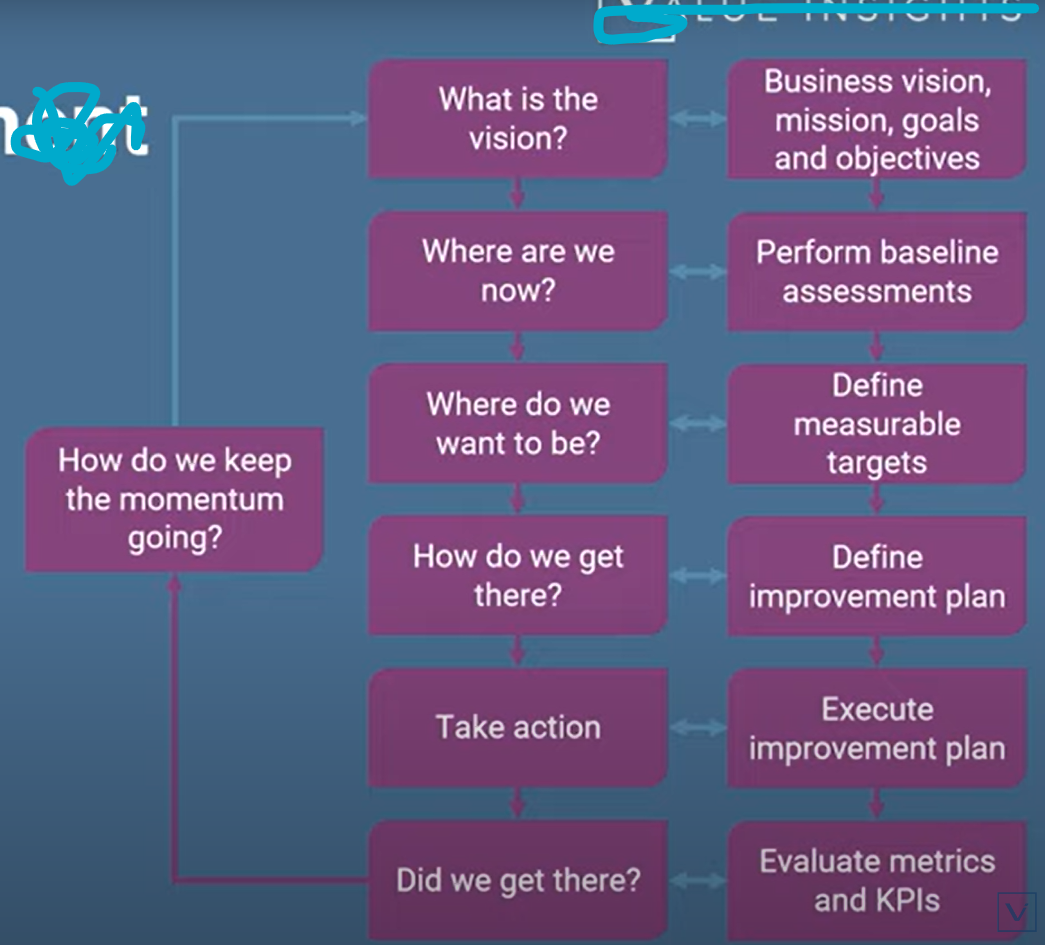 What is the
vision?
Business vision,
mission, goals
and objectives
Where are we
now?
Perform baseline
assessments
Where do we
want to be?
Define
measurable
targets
How do we keep
the momentum
going?
How do we get
there?
Define
improvement plan
Take action
Execute
improvement plan
Did we get there?
Evaluate metrics
and KPIs
V